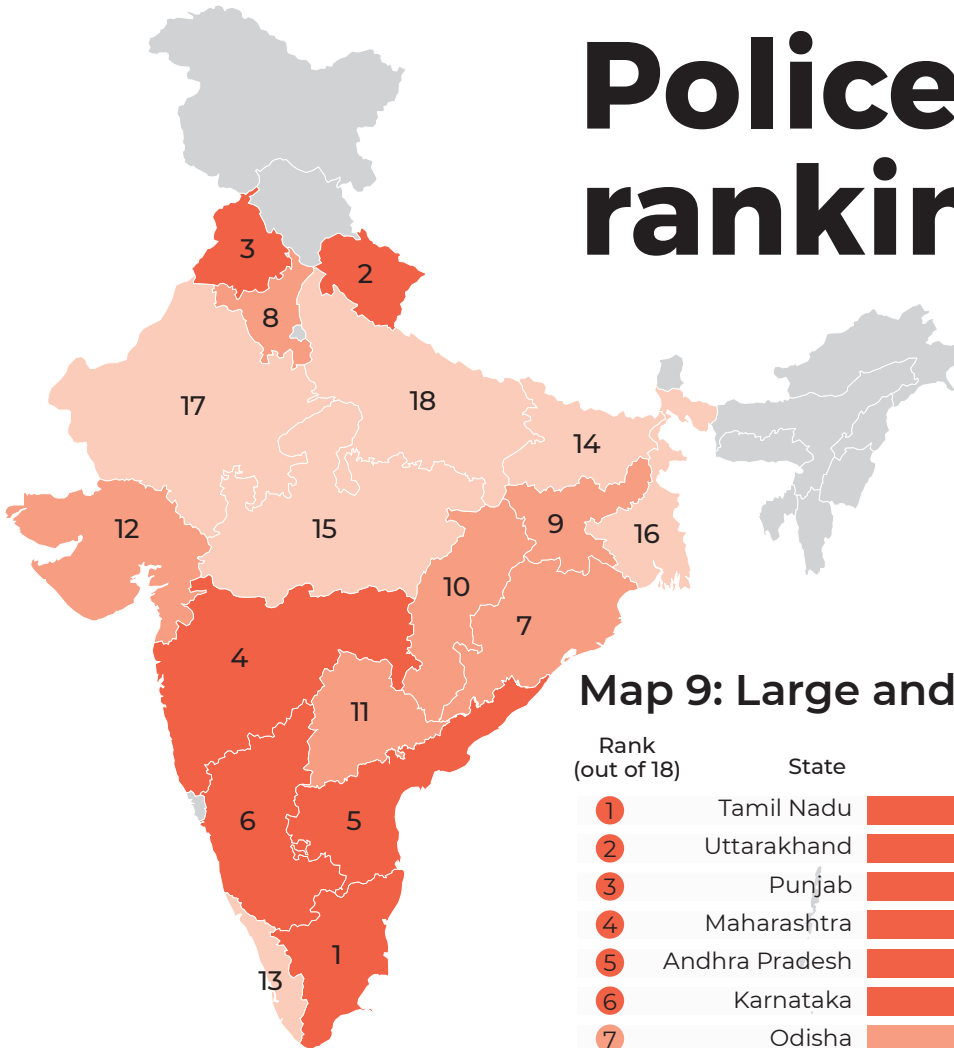 Police
rankin
3
2
8
17
18
14
12
15
9
16
10
7
4
11
6
5
1
13
Map 9: Large and
Rank
(out of 18)
State
1 Tamil Nadu
2 Uttarakhand
3 Punjab
4 Maharashtra
5 Andhra Pradesh
6 Karnataka
7 Odisha